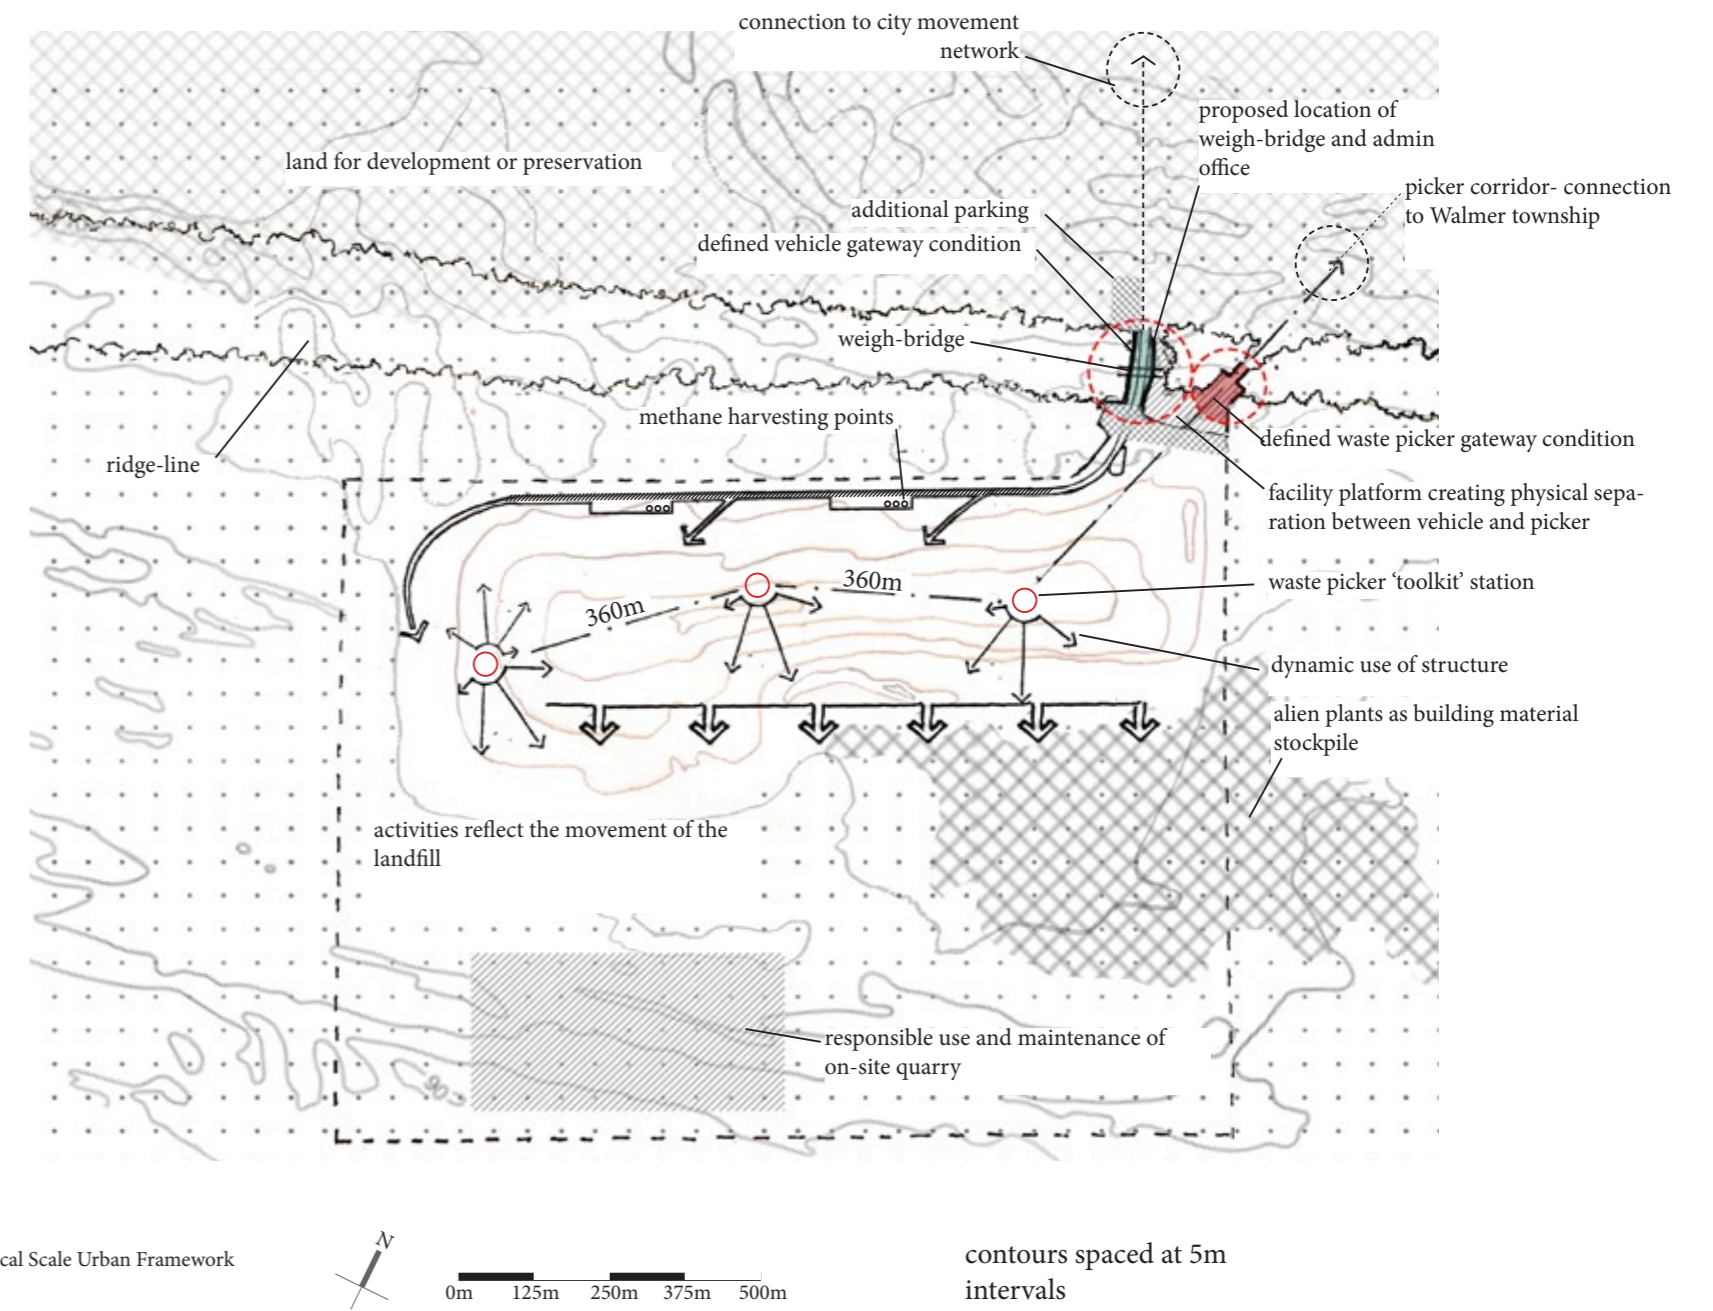 connection to city movement
network
proposed location of
weigh-bridge and admin
office
land for development or preservation
picker corridor- connection
to Walmer township
additional parking
defined vehicle gateway condition
weigh-bridge
methane harvesting points
defined waste picker gateway condition
ridge-line
facility platform creating physical sepa-
ration between vehicle and picker
360m
360m
waste picker ‘toolkit’ station
dynamic use of structure
alien plants as building material
stockpile
activities reflect the movement of the
landfill
responsible use and maintenance of
on-site quarry
N
cal Scale Urban Framework
0m 125m 250m 375m 500m
contours spaced at 5m
intervals